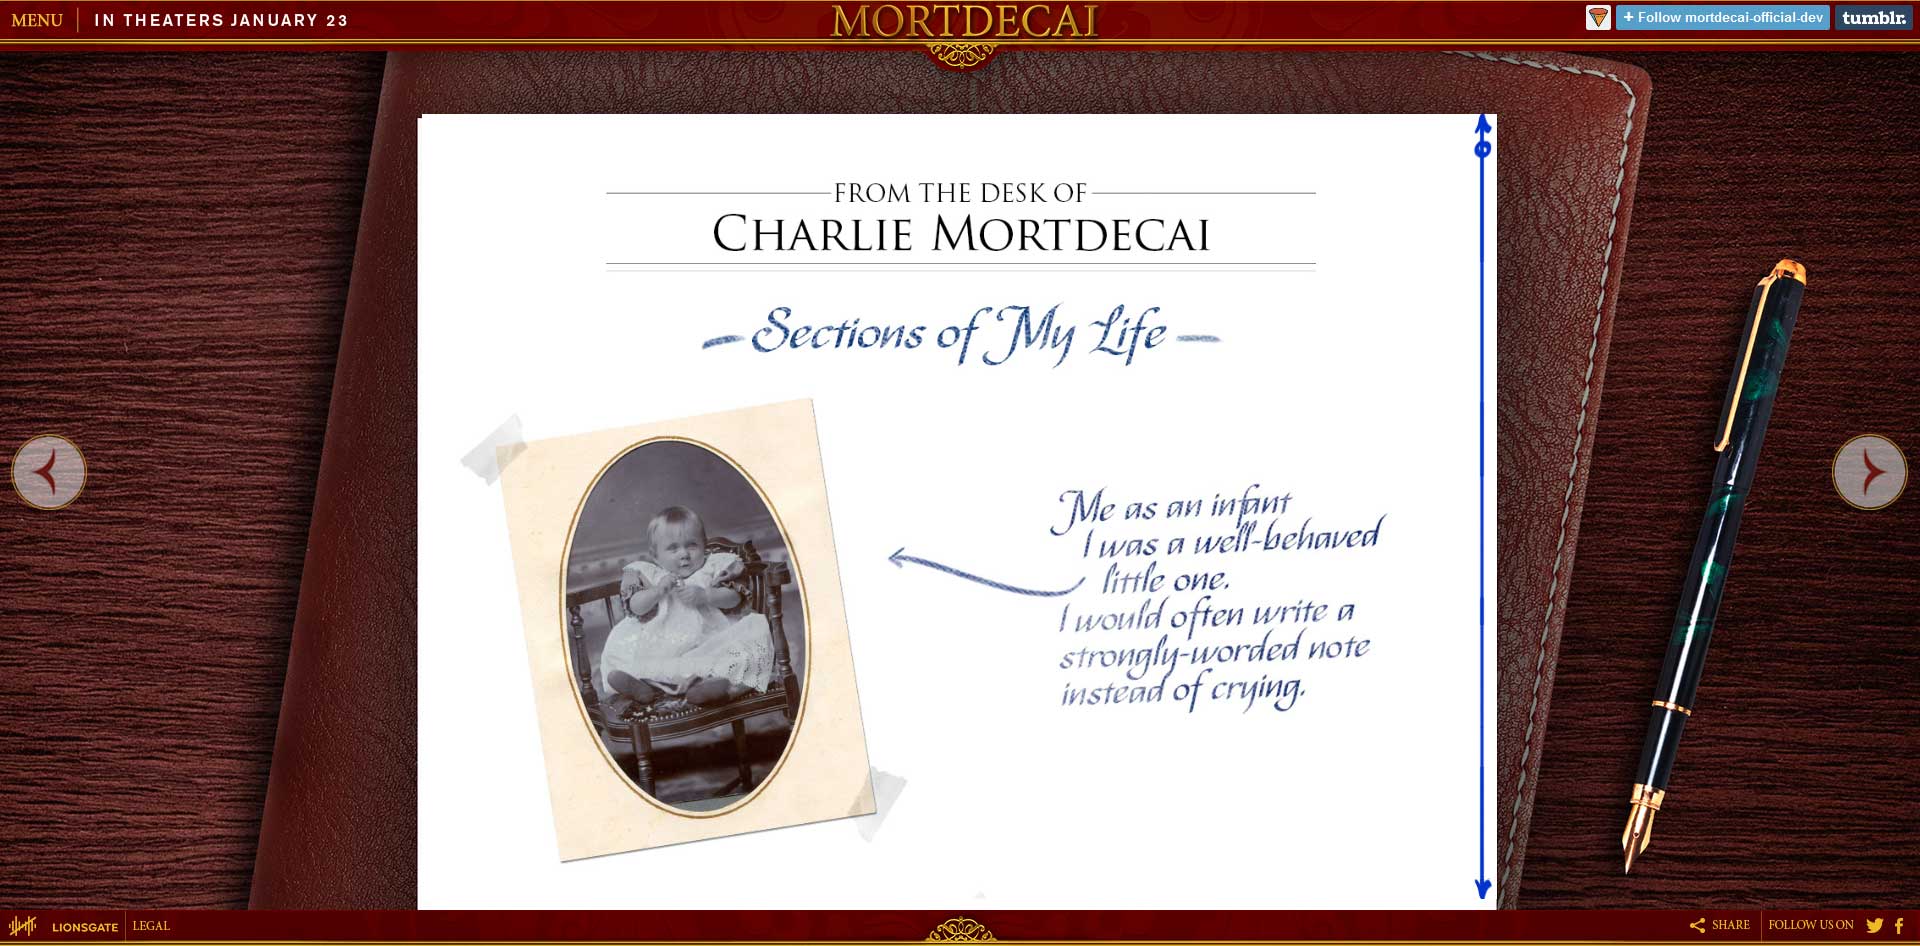 MENU
IN THEATERS JANUARY 23
MORTDECAI
+ Follow mortdecai-official-dev
tumblr.
FROM THE DESK OF
CHARLIE MORTDECAI
– Sections of My Life –
Me as an infant
I was a well-behaved
little one.
I would often write a
strongly-worded note
instead of crying.
LIONSGATE
LEGAL
SHARE
FOLLOW US ON